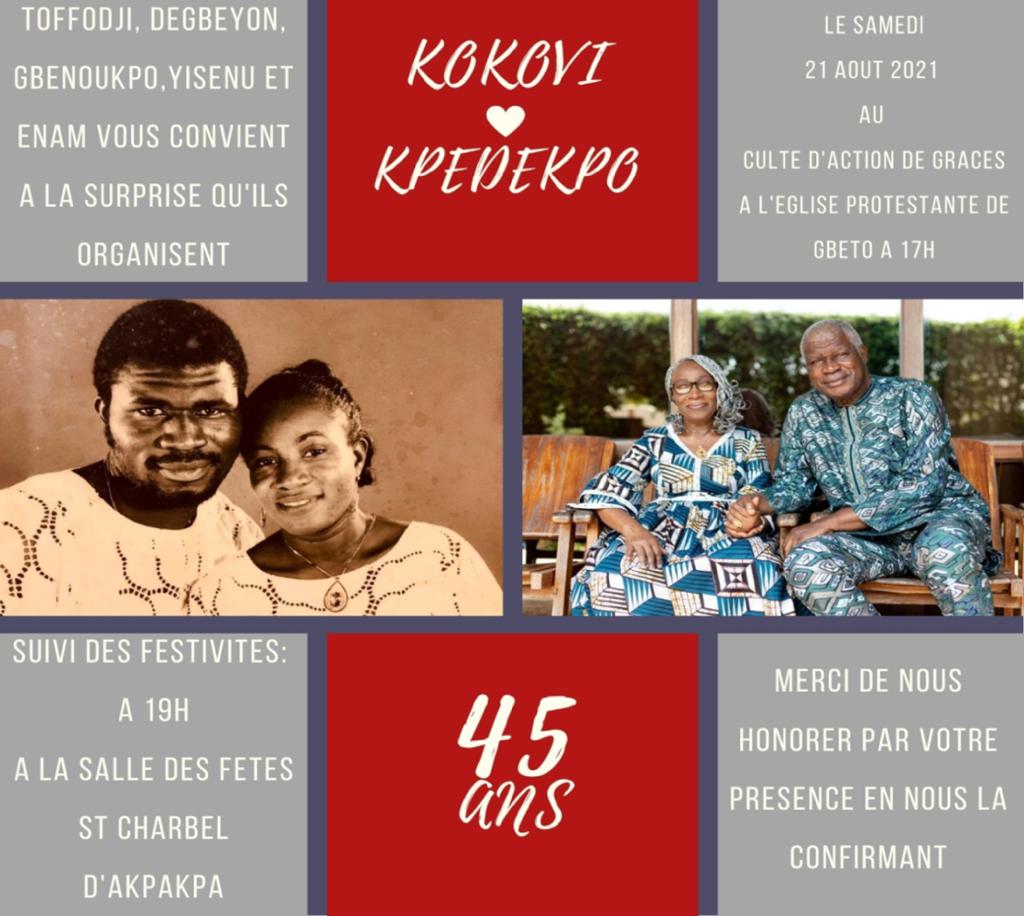 TOFFODJI, DEGBEYON,
GBENOUKPO,YISENU ET
ENAM VOUS CONVIENT
A LA SURPRISE QU'ILS
ORGANISENT
KOKOVI
KPEDEKPO
LE SAMEDI
21 AOUT 2021
AU
CULTE D'ACTION DE GRACES
A L'EGLISE PROTESTANTE DE
GBETO A 17H
SUIVI DES FESTIVITES:
A 19H
A LA SALLE DES FETES
ST CHARBEL
D'AKPAKPA
45
ans
MERCI DE NOUS
HONORER PAR VOTRE
PRESENCE EN NOUS LA
CONFIRMANT